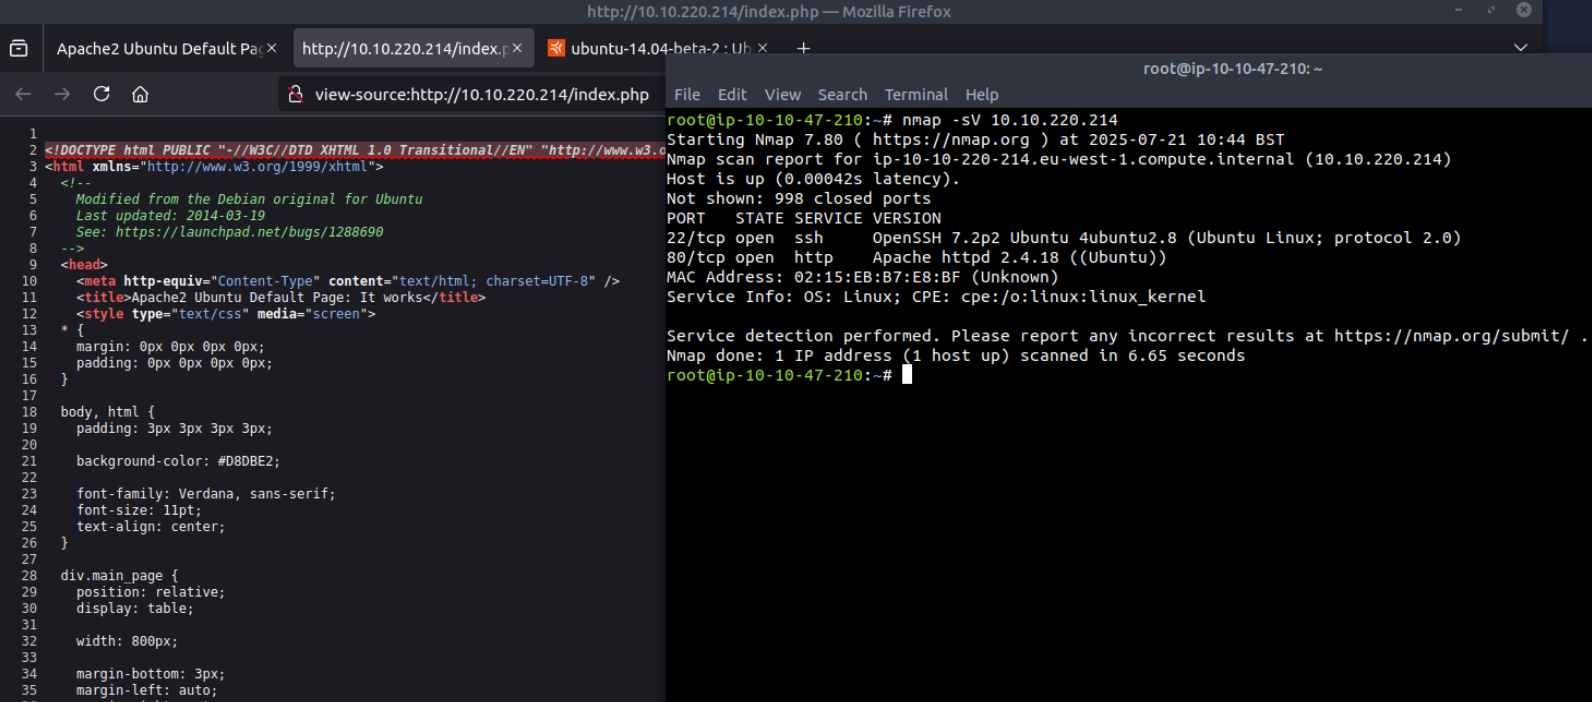 http://10.10.220.214/index.php — Mozilla Firefox
Apache2 Ubuntu Default Pag
http://10.10.220.214/index.p
ubuntu-14.04-beta-2 : Ub
view-source:http://10.10.220.214/index.php
1
2 <!DOCTYPE html PUBLIC "-//W3C//DTD XHTML 1.0 Transitional//EN" "http://www.w3.o
3 <html xmlns="http://www.w3.org/1999/xhtml">
4 <!--
5 Modified from the Debian original for Ubuntu
6 Last updated: 2014-03-19
7 See: https://launchpad.net/bugs/1288690
8 -->
9 <head>
10 <meta http-equiv="Content-Type" content="text/html; charset=UTF-8" />
11 <title>Apache2 Ubuntu Default Page: It works</title>
12 <style type="text/css" media="screen">
13 * {
14 margin: 0px 0px 0px 0px;
15 padding: 0px 0px 0px 0px;
16 }
17
18 body, html {
19 padding: 3px 3px 3px 3px;
20
21 background-color: #D8DBE2;
22
23 font-family: Verdana, sans-serif;
24 font-size: 11pt;
25 text-align: center;
26 }
27
28 div.main_page {
29 position: relative;
30 display: table;
31
32 width: 800px;
33
34 margin-bottom: 3px;
35 margin-left: auto;
root@ip-10-10-47-210: ~
File Edit View Search Terminal Help
root@ip-10-10-47-210:~# nmap -sV 10.10.220.214
Starting Nmap 7.80 ( https://nmap.org ) at 2025-07-21 10:44 BST
Nmap scan report for ip-10-10-220-214.eu-west-1.compute.internal (10.10.220.214)
Host is up (0.00042s latency).
Not shown: 998 closed ports
PORT STATE SERVICE VERSION
22/tcp open ssh OpenSSH 7.2p2 Ubuntu 4ubuntu2.8 (Ubuntu Linux; protocol 2.0)
80/tcp open http Apache httpd 2.4.18 ((Ubuntu))
MAC Address: 02:15:EB:B7:E8:BF (Unknown)
Service Info: OS: Linux; CPE: cpe:/o:linux:linux_kernel
Service detection performed. Please report any incorrect results at https://nmap.org/submit/ .
Nmap done: 1 IP address (1 host up) scanned in 6.65 seconds
root@ip-10-10-47-210:~#